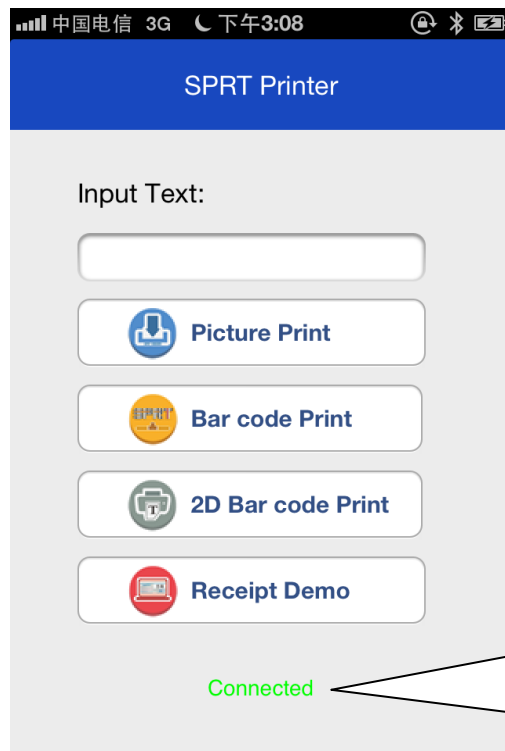 中国电信 3G 下午3:08
SPRT Printer
Input Text:
Picture Print
SPRT
Bar code Print
T
2D Bar code Print
Receipt Demo
Connected